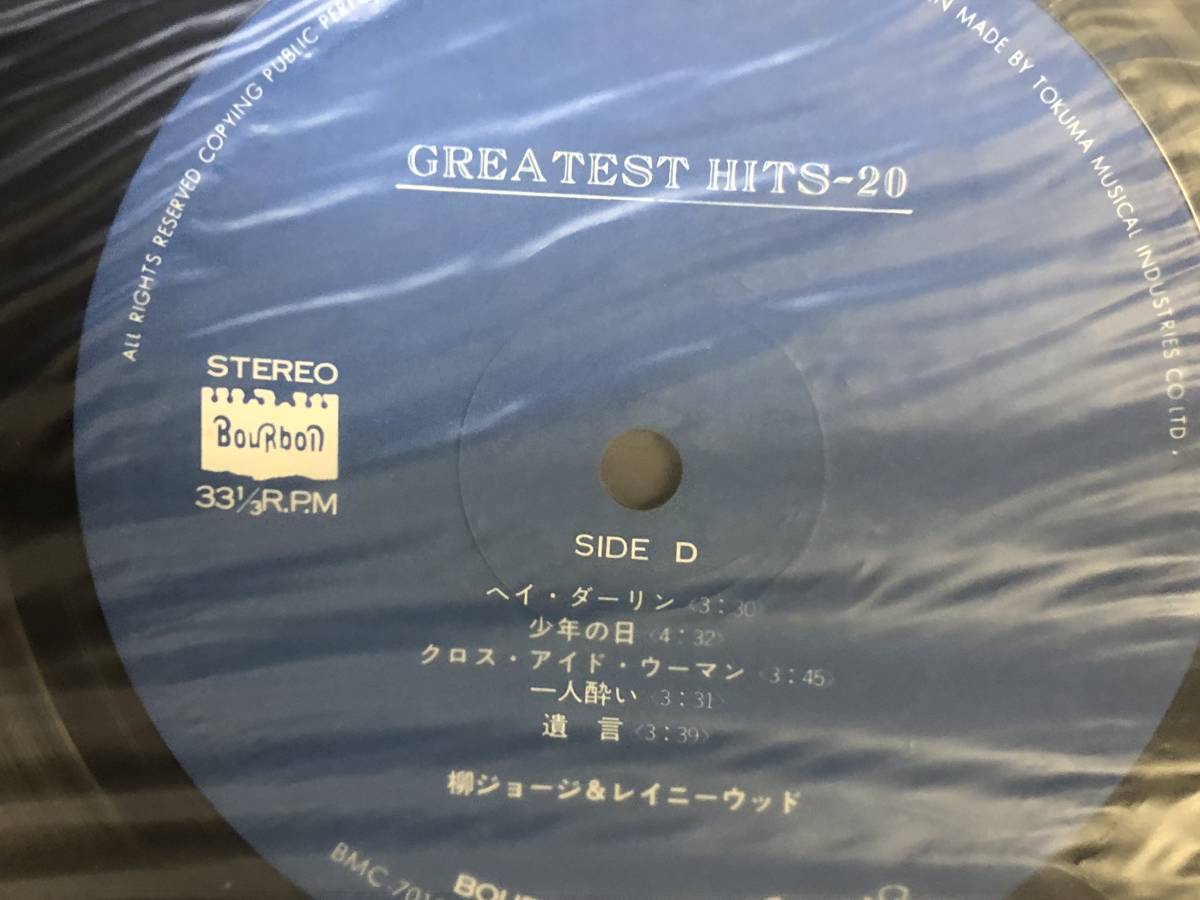 ALL RIGHTS RESERVED COPYING PUBLIC
N MADE BY TOKUMA MUSICAL INDUSTRIES CO LTD.
GREATEST HITS-20
STEREO
BouRbon
33⅓R.P.M
SIDE D
ヘイ・ダーリン〈3:30〉
少年の日〈4:32〉
クロス・アイド・ウーマン〈3:45〉
一人酔い〈3:31〉
遺 言〈3:39〉
柳ジョージ&レイニーウッド
BMC-701